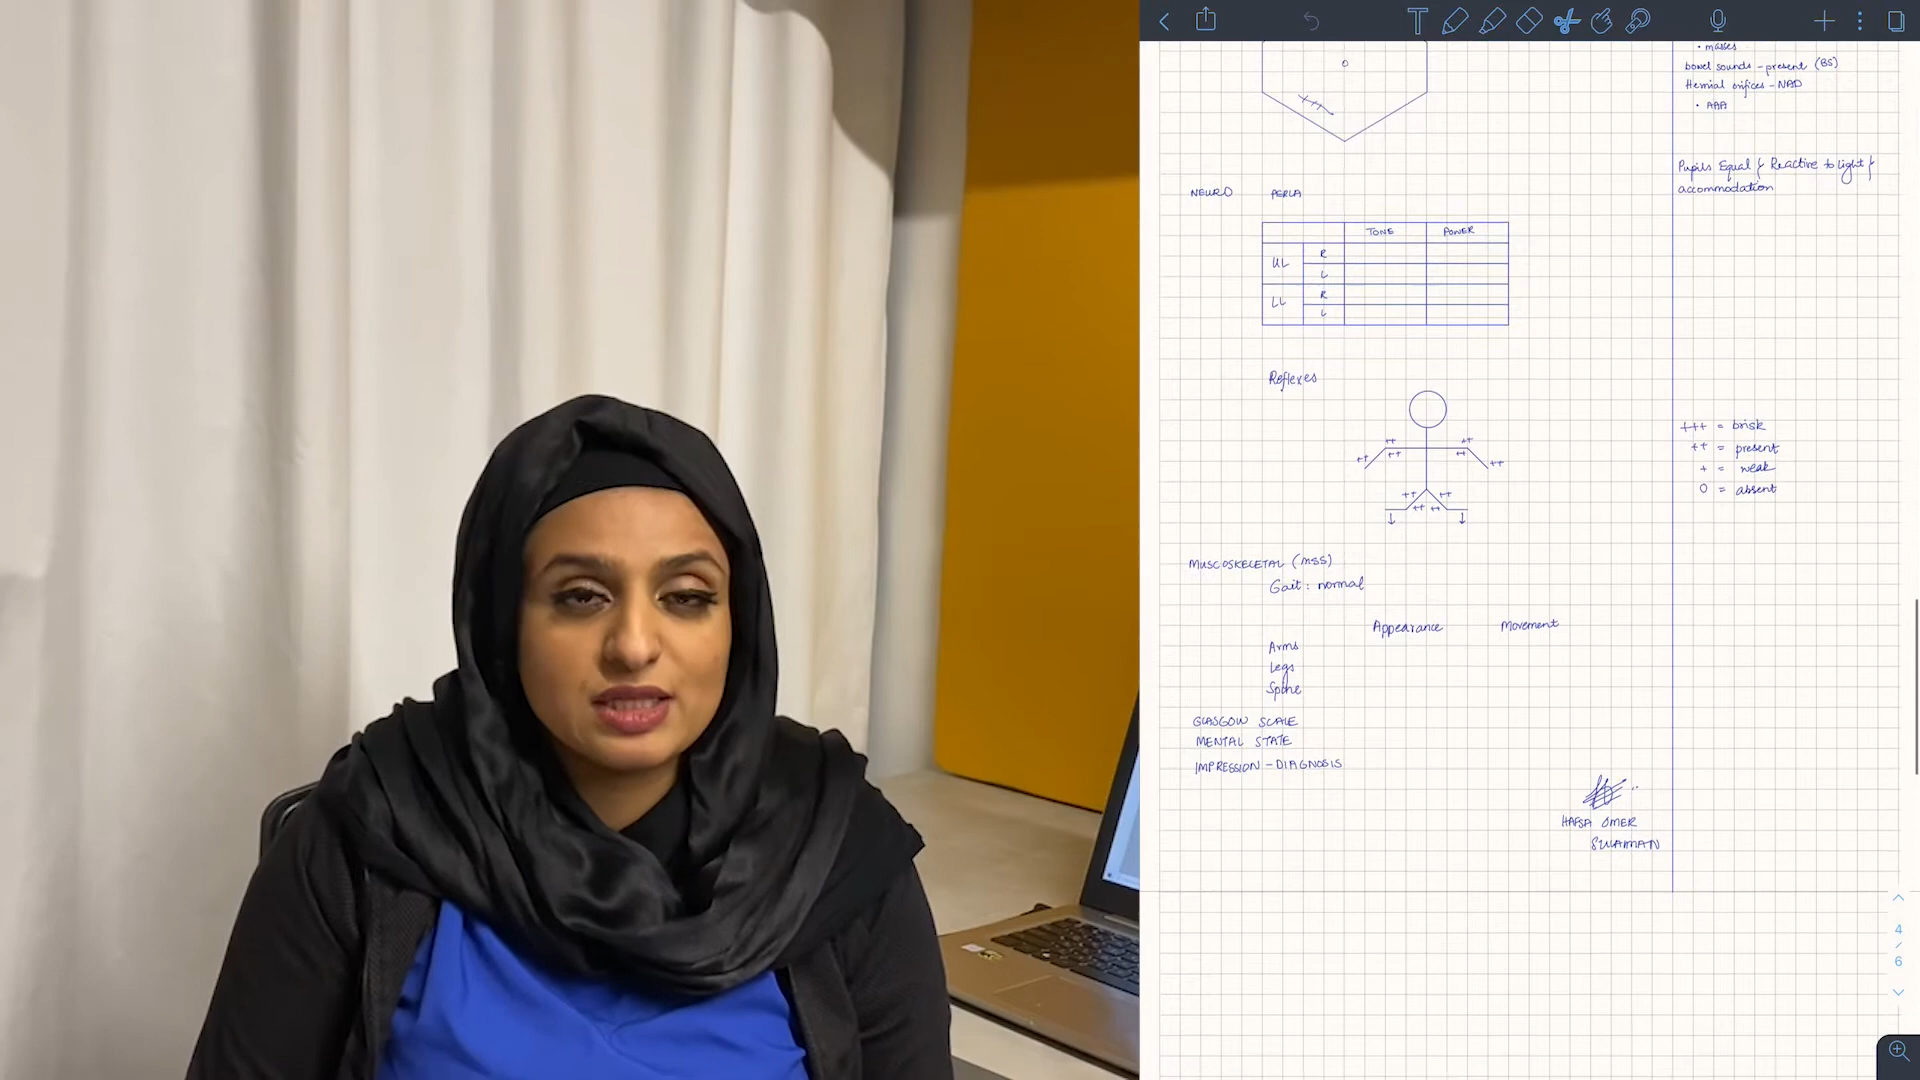 • masses
bowel sounds - present (BS)
Hernial orifices - NAD
• AAA
Pupils Equal & Reactive to light &
accommodation
NEURO PERLA
TONE POWER
UL R
L
LL R
L
Reflexes
+++ = brisk
++ = present
+ = weak
0 = absent
++ ++
++ ++ ++ ++
++ ++
++ ++
MUSCOSKELETAL (MSS)
Gait : normal
Appearance Movement
Arms
Legs
Spine
GLASGOW SCALE
MENTAL STATE
IMPRESSION - DIAGNOSIS
HAFSA OMER
SULAMAN
4
/
6